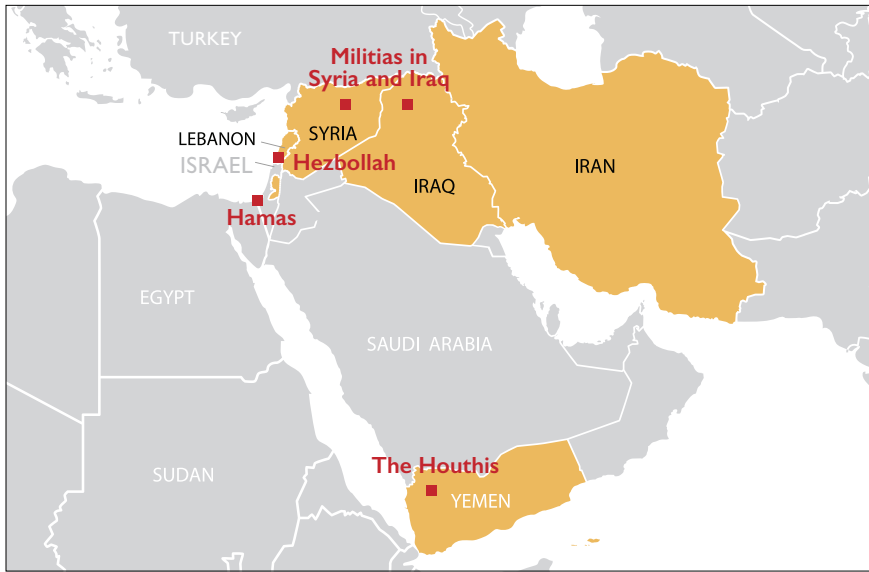 TURKEY
Militias in
Syria and Iraq
LEBANON
SYRIA
ISRAEL
Hezbollah
IRAQ
IRAN
Hamas
EGYPT
SAUDI ARABIA
SUDAN
The Houthis
YEMEN